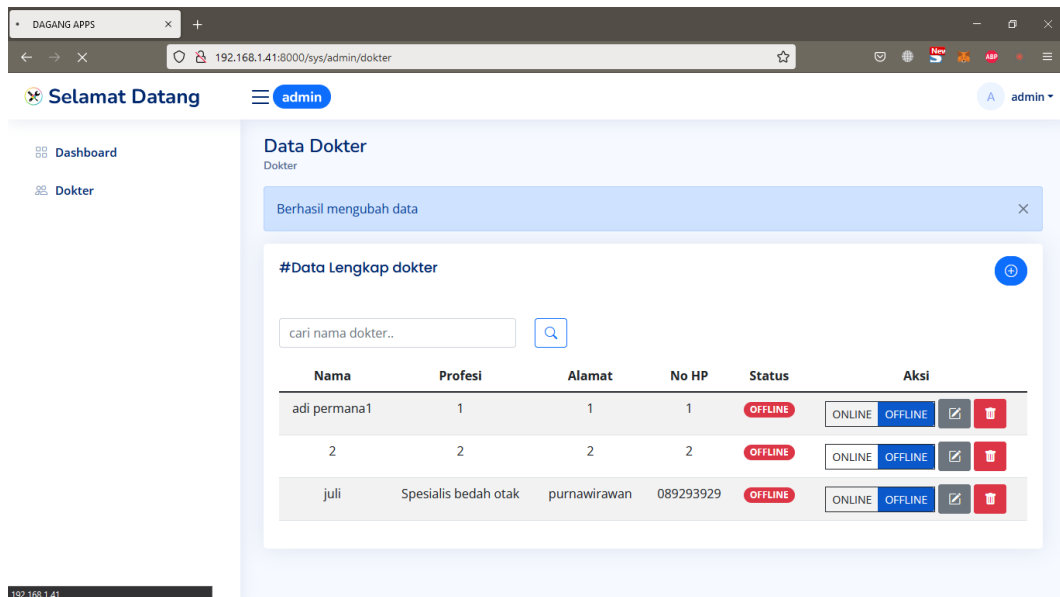 DAGANG APPS
192.168.1.41:8000/sys/admin/dokter
New
S
ABP
Selamat Datang
admin
A admin
Dashboard
Dokter
Data Dokter
Dokter
Berhasil mengubah data
#Data Lengkap dokter
cari nama dokter..
Nama Profesi Alamat No HP Status Aksi
adi permana1 1 1 1 OFFLINE ONLINE OFFLINE
2 2 2 2 OFFLINE ONLINE OFFLINE
juli Spesialis bedah otak purnawirawan 089293929 OFFLINE ONLINE OFFLINE
192.168.1.41